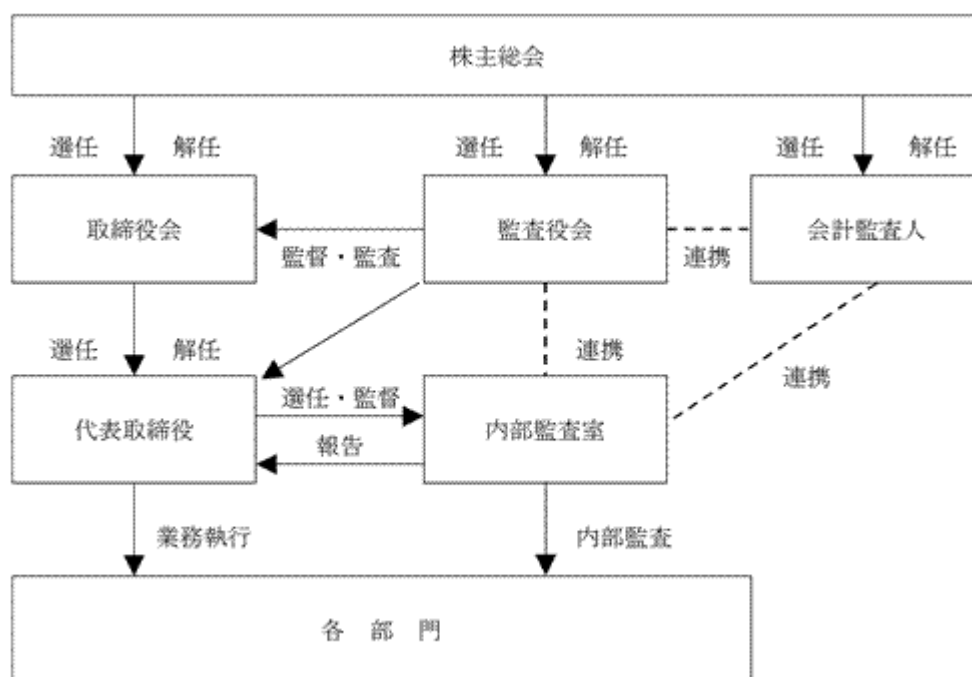 株主総会
選任 解任 選任 解任 選任 解任
取締役会 監査役会 会計監査人
監督・監査 連携
選任 解任 連携 連携
選任・監督
代表取締役 内部監査室
報告
業務執行 内部監査
各 部 門